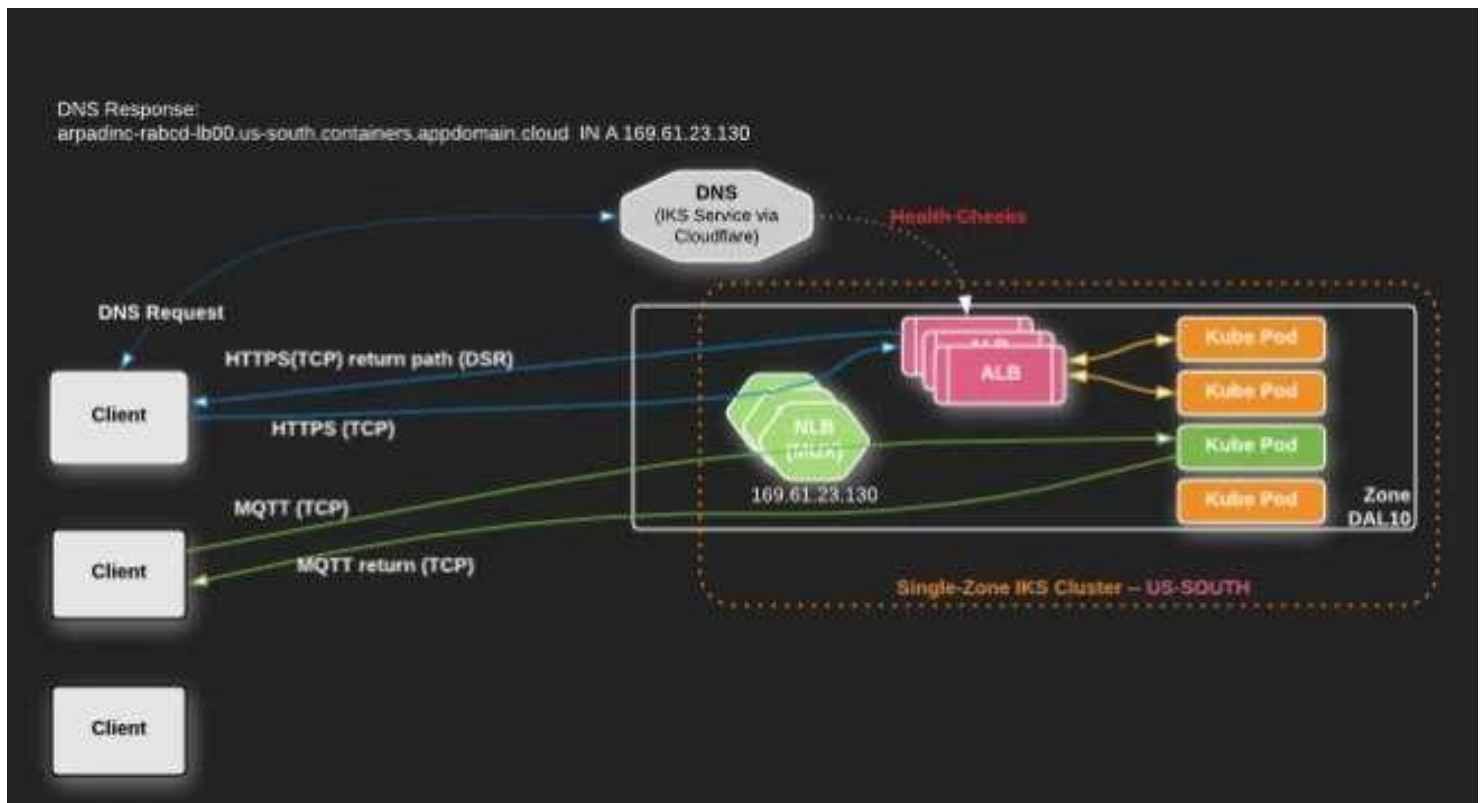 DNS Response:
arpadinc-rabcd-lb00.us-south.containers.appdomain.cloud IN A 169.61.23.130
DNS
(IKS Service via
Cloudflare)
Health Checks
DNS Request
HTTPS(TCP) return path (DSR)
Client
HTTPS (TCP)
ALB
ALB
Kube Pod
Kube Pod
Kube Pod
Kube Pod
NLB
(MUX)
169.61.23.130
Zone
DAL10
MQTT (TCP)
Client
MQTT return (TCP)
Single-Zone IKS Cluster – US-SOUTH
Client